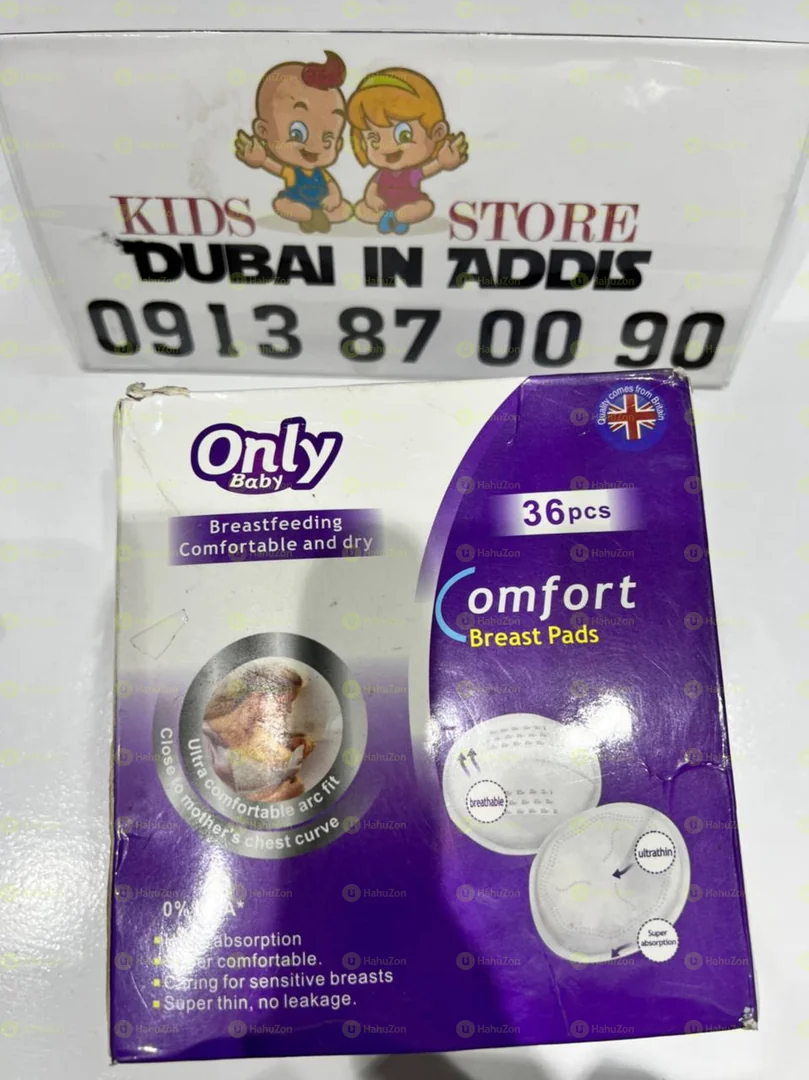 KIDS STORE
DUBAI IN ADDIS
0913 87 00 90
Quality comes from Britain
Only
Baby
Breastfeeding
Comfortable and dry
36pcs
Comfort
Breast Pads
Ultra comfortable arc fit
Close to mother's chest curve
breathable
ultrathin
Super
absorption
0%
absorption
comfortable.
Caring for sensitive breasts
Super thin, no leakage.
HahuZon